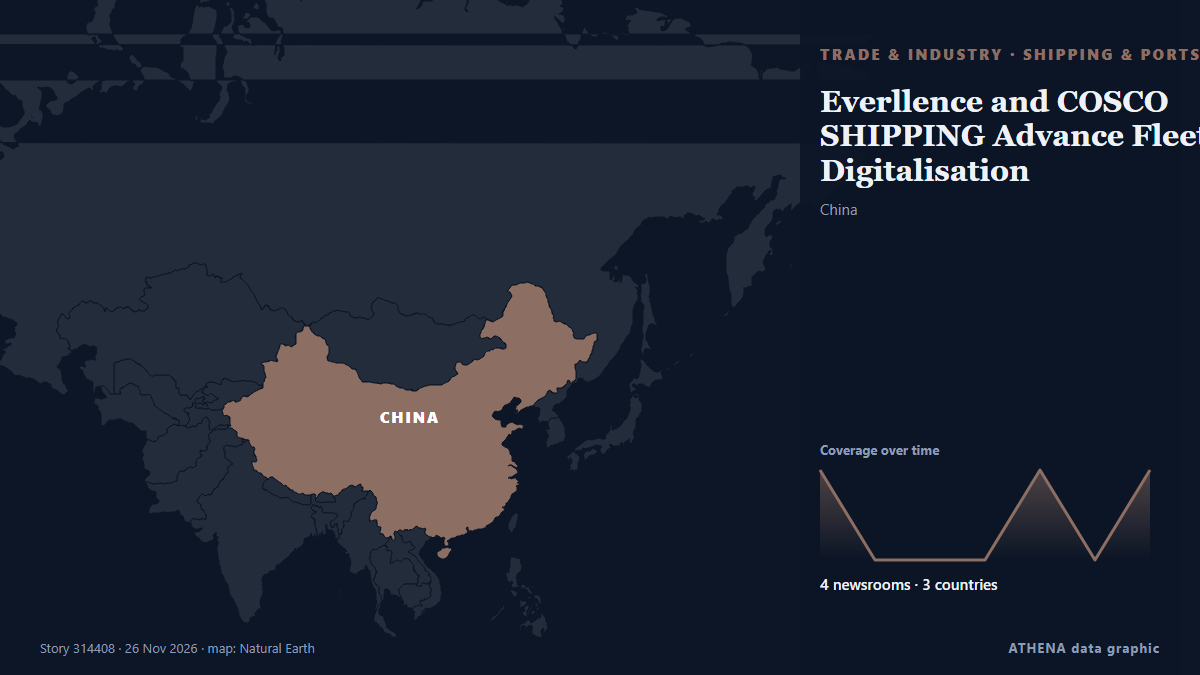 TRADE & INDUSTRY · SHIPPING & PORTS
Everllence and COSCO
SHIPPING Advance Fleet
Digitalisation
China
CHINA
Coverage over time
4 newsrooms · 3 countries
Story 314408 · 26 Nov 2026 · map: Natural Earth
ATHENA data graphic